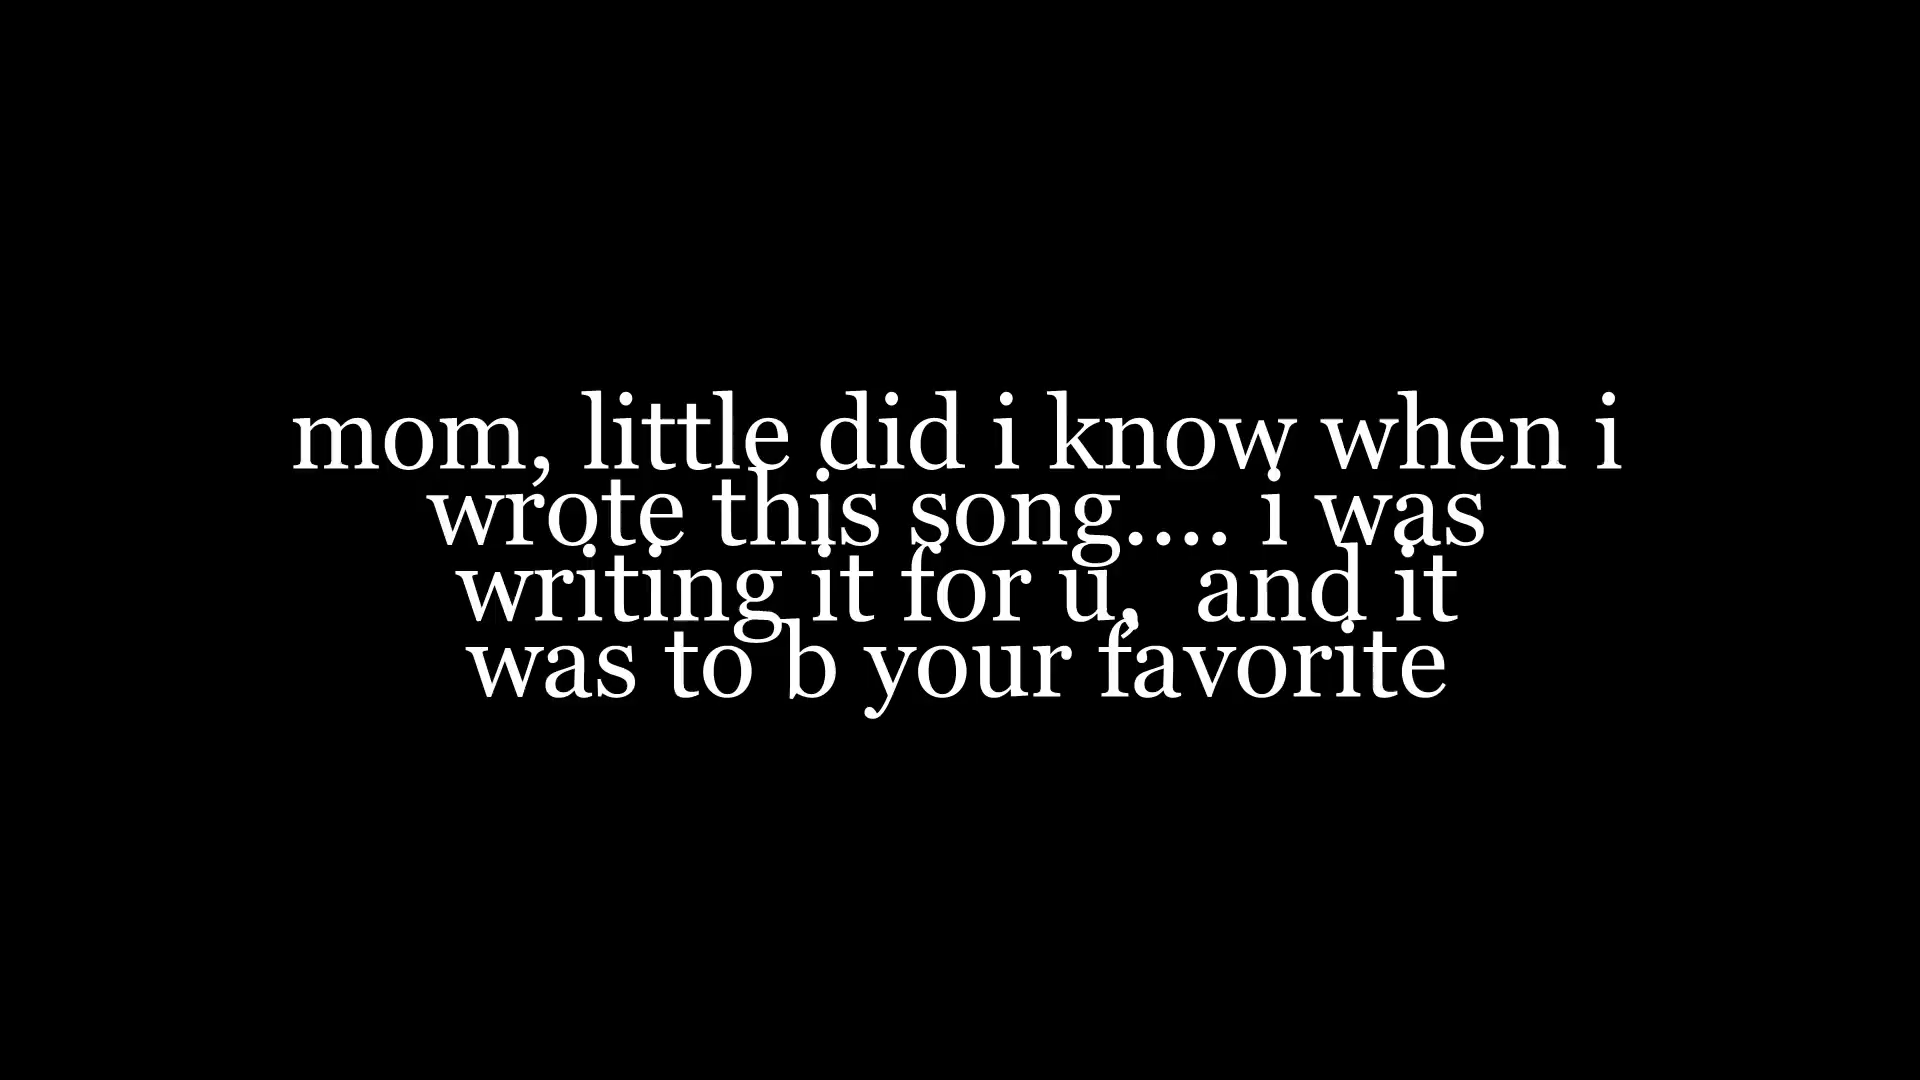 mom, little did i know when i
wrote this song.... i was
writing it for u,  and it
was to b your favorite